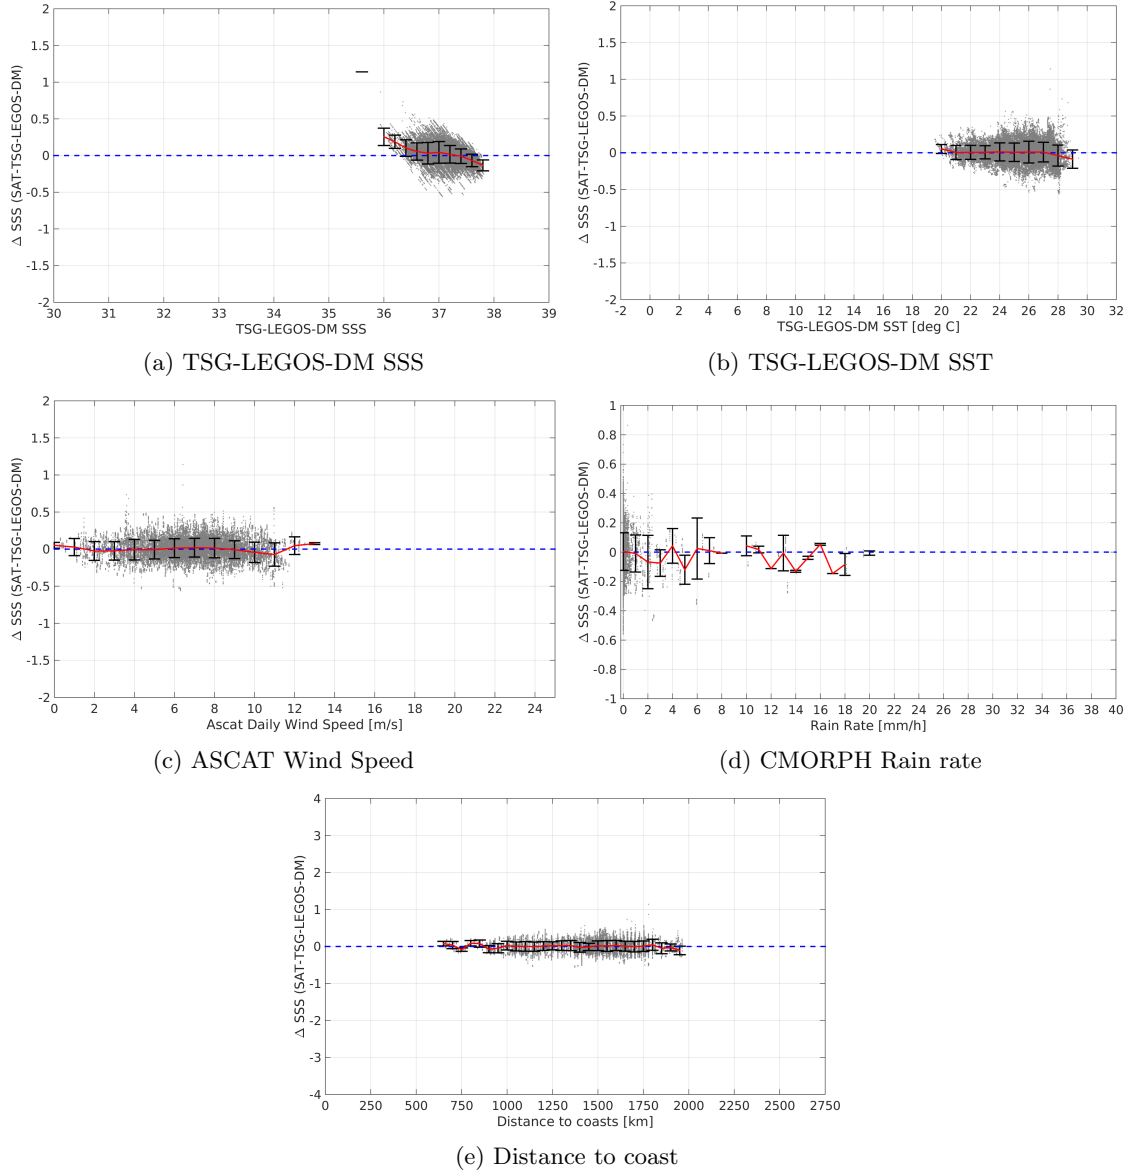 2
1.5
1
0.5
0
-0.5
-1
-1.5
-2
Δ SSS (SAT-TSG-LEGOS-DM)
30 31 32 33 34 35 36 37 38 39
TSG-LEGOS-DM SSS
(a) TSG-LEGOS-DM SSS
2
1.5
1
0.5
0
-0.5
-1
-1.5
-2
Δ SSS (SAT-TSG-LEGOS-DM)
-2 0 2 4 6 8 10 12 14 16 18 20 22 24 26 28 30 32
TSG-LEGOS-DM SST [deg C]
(b) TSG-LEGOS-DM SST
2
1.5
1
0.5
0
-0.5
-1
-1.5
-2
Δ SSS (SAT-TSG-LEGOS-DM)
0 2 4 6 8 10 12 14 16 18 20 22 24
Ascat Daily Wind Speed [m/s]
(c) ASCAT Wind Speed
1
0.8
0.6
0.4
0.2
0
-0.2
-0.4
-0.6
-0.8
-1
Δ SSS (SAT-TSG-LEGOS-DM)
0 2 4 6 8 10 12 14 16 18 20 22 24 26 28 30 32 34 36 38 40
Rain Rate [mm/h]
(d) CMORPH Rain rate
4
3
2
1
0
-1
-2
-3
-4
Δ SSS (SAT-TSG-LEGOS-DM)
0 250 500 750 1000 1250 1500 1750 2000 2250 2500 2750
Distance to coasts [km]
(e) Distance to coast